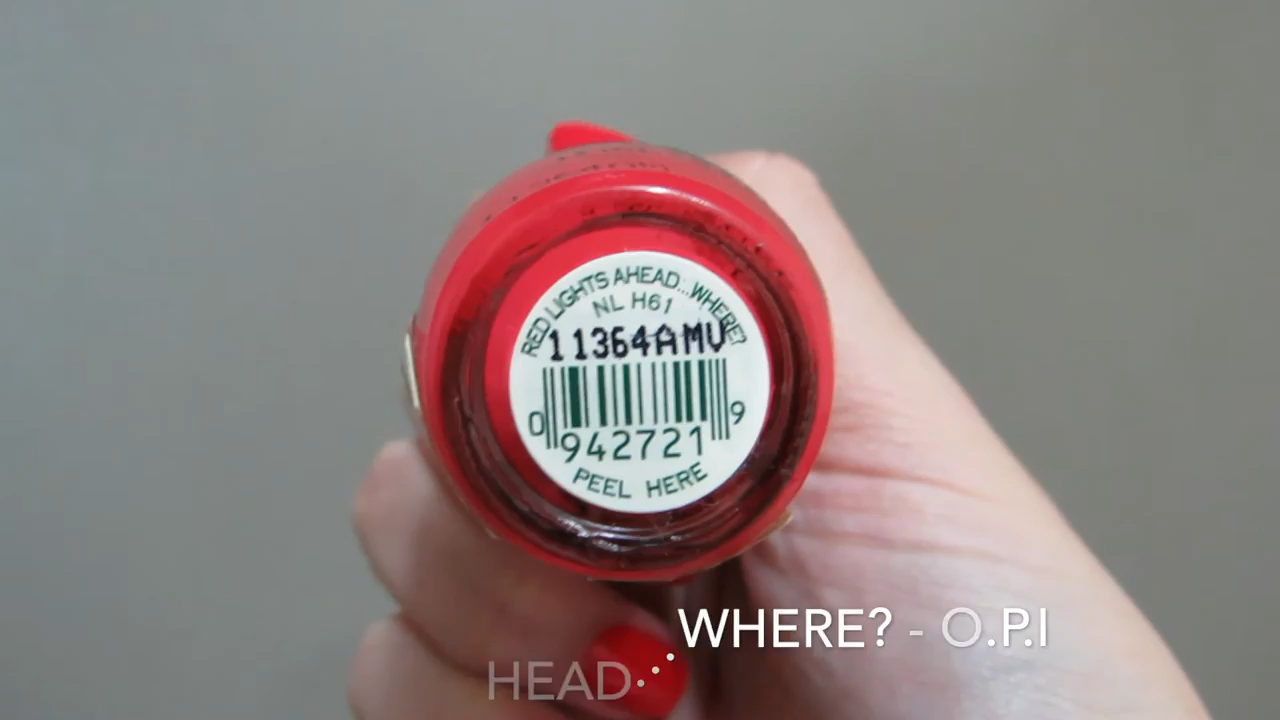 RED LIGHTS AHEAD...WHERE?
NL H61
11364AMV
0 942721 9
PEEL HERE
WHERE? - O.P.I
HEAD...